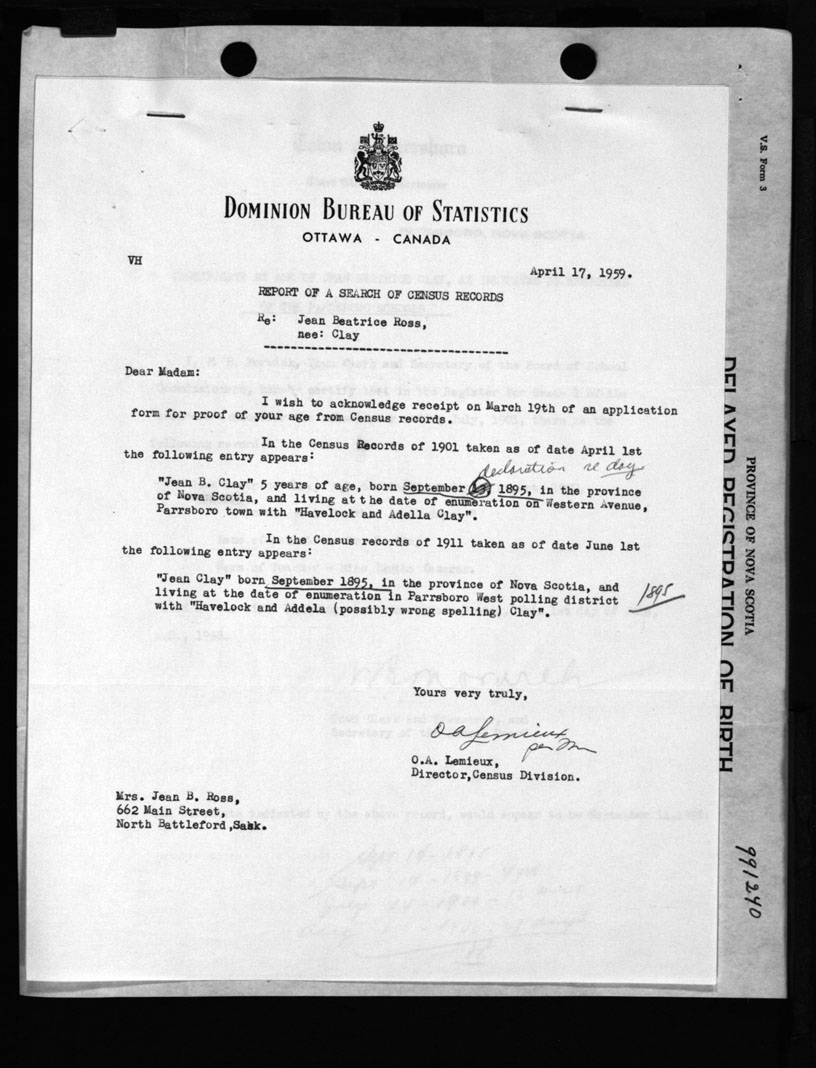 DOMINION BUREAU OF STATISTICS
OTTAWA - CANADA
VH
April 17, 1959.
REPORT OF A SEARCH OF CENSUS RECORDS
Re: Jean Beatrice Ross,
nee: Clay
Dear Madam:
I wish to acknowledge receipt on March 19th of an application
form for proof of your age from Census records.
In the Census Records of 1901 taken as of date April 1st
the following entry appears:
declaration re day
"Jean B. Clay" 5 years of age, born September 1895, in the province
of Nova Scotia, and living at the date of enumeration on Western Avenue,
Parrsboro town with "Havelock and Adella Clay".
In the Census records of 1911 taken as of date June 1st
the following entry appears:
"Jean Clay" born September 1895, in the province of Nova Scotia, and
living at the date of enumeration in Parrsboro West polling district
with "Havelock and Addela (possibly wrong spelling) Clay".
1895
Yours very truly,
O A Lemieux
per
O.A. Lemieux,
Director, Census Division.
Mrs. Jean B. Ross,
662 Main Street,
North Battleford, Sask.
V.S. Form 3
PROVINCE OF NOVA SCOTIA
DELAYED REGISTRATION OF BIRTH
991240